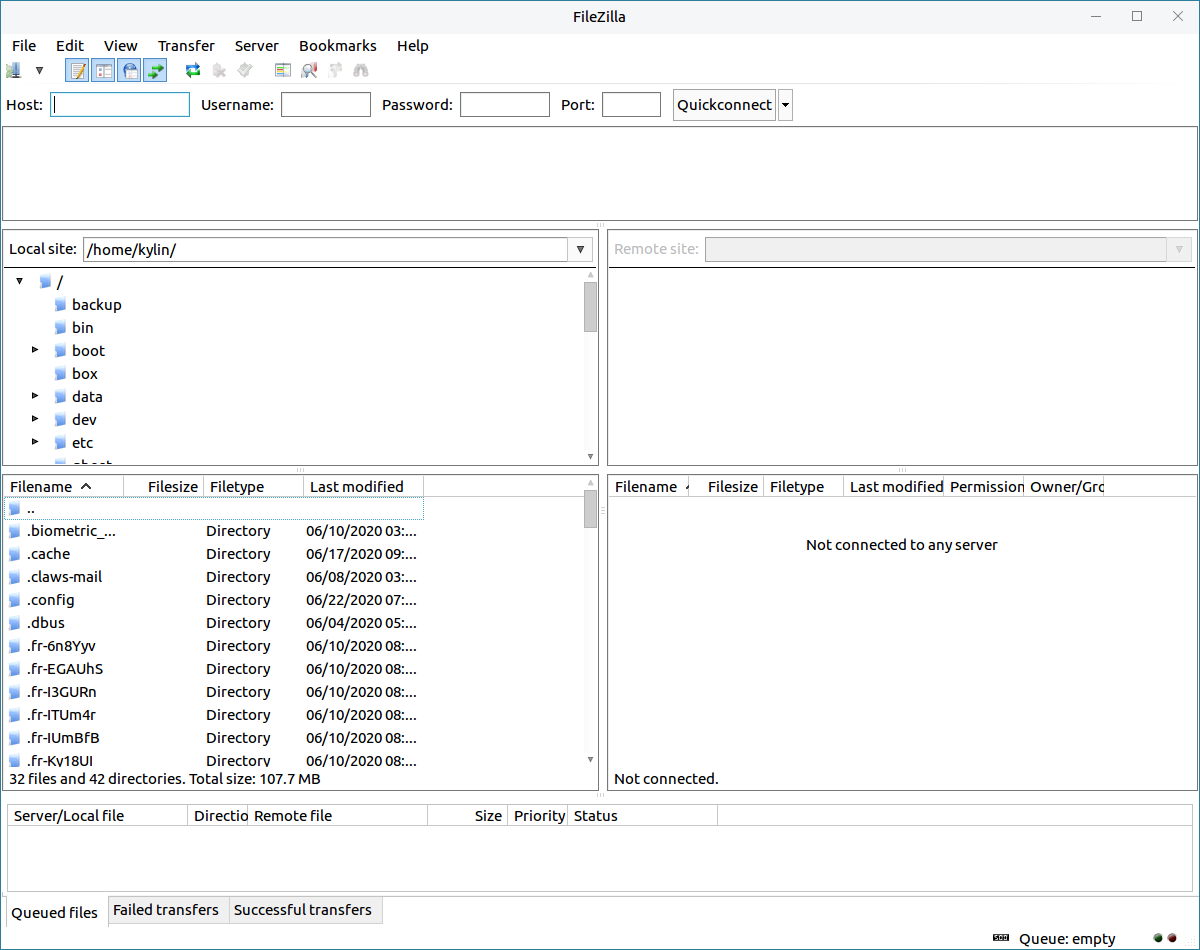 FileZilla
File Edit View Transfer Server Bookmarks Help
Host: Username: Password: Port: Quickconnect
Local site: /home/kylin/
Remote site:
/
backup
bin
boot
box
data
dev
etc
Filename Filesize Filetype Last modified
..
.biometric_... Directory 06/10/2020 03:...
.cache Directory 06/17/2020 09:...
.claws-mail Directory 06/08/2020 03:...
.config Directory 06/22/2020 07:...
.dbus Directory 06/04/2020 05:...
.fr-6n8Yyv Directory 06/10/2020 08:...
.fr-EGAUhS Directory 06/10/2020 08:...
.fr-I3GURn Directory 06/10/2020 08:...
.fr-ITUm4r Directory 06/10/2020 08:...
.fr-IUmBfB Directory 06/10/2020 08:...
.fr-Ky18UI Directory 06/10/2020 08:...
32 files and 42 directories. Total size: 107.7 MB
Filename Filesize Filetype Last modified Permission Owner/Gro
Not connected to any server
Not connected.
Server/Local file Directio Remote file Size Priority Status
Queued files Failed transfers Successful transfers
Queue: empty